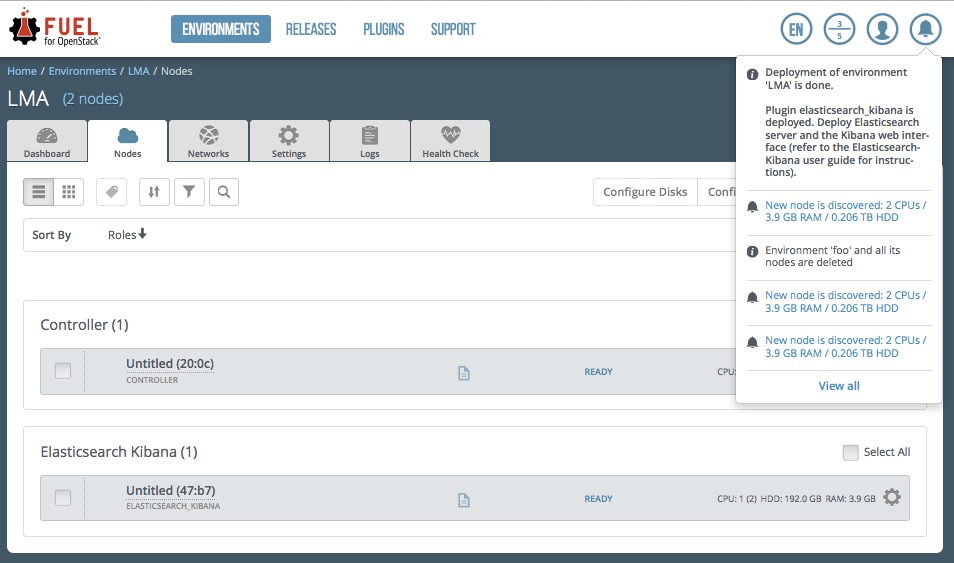 FUEL
for OpenStack™
ENVIRONMENTS
RELEASES
PLUGINS
SUPPORT
EN
3
5
Home / Environments / LMA / Nodes
LMA (2 nodes)
Dashboard
Nodes
Networks
Settings
Logs
Health Check
Deployment of environment
'LMA' is done.
Plugin elasticsearch_kibana is
deployed. Deploy Elasticsearch
server and the Kibana web inter-
face (refer to the Elasticsearch-
Kibana user guide for instruc-
tions).
New node is discovered: 2 CPUs /
3.9 GB RAM / 0.206 TB HDD
Environment 'foo' and all its
nodes are deleted
New node is discovered: 2 CPUs /
3.9 GB RAM / 0.206 TB HDD
New node is discovered: 2 CPUs /
3.9 GB RAM / 0.206 TB HDD
View all
Configure Disks
Confi
Sort By
Roles
Controller (1)
Untitled (20:0c)
CONTROLLER
READY
CPU:
Elasticsearch Kibana (1)
Select All
Untitled (47:b7)
ELASTICSEARCH_KIBANA
READY
CPU: 1 (2) HDD: 192.0 GB RAM: 3.9 GB